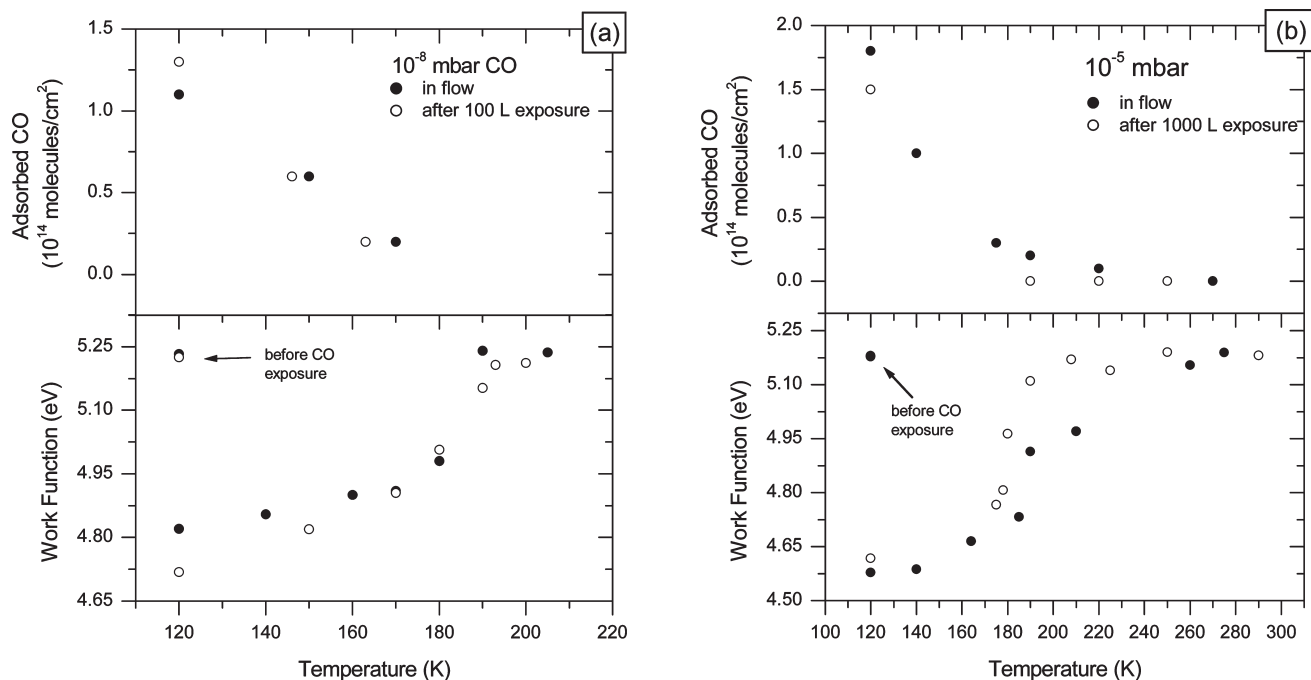 (a)
10⁻⁸ mbar CO
in flow
after 100 L exposure
Adsorbed CO
(10¹⁴ molecules/cm²)
1.5
1.0
0.5
0.0
before CO
exposure
Work Function (eV)
5.25
5.10
4.95
4.80
4.65
120 140 160 180 200 220
Temperature (K)
(b)
10⁻⁵ mbar
in flow
after 1000 L exposure
Adsorbed CO
(10¹⁴ molecules/cm²)
2.0
1.5
1.0
0.5
0.0
before CO
exposure
Work Function (eV)
5.25
5.10
4.95
4.80
4.65
4.50
100 120 140 160 180 200 220 240 260 280 300
Temperature (K)